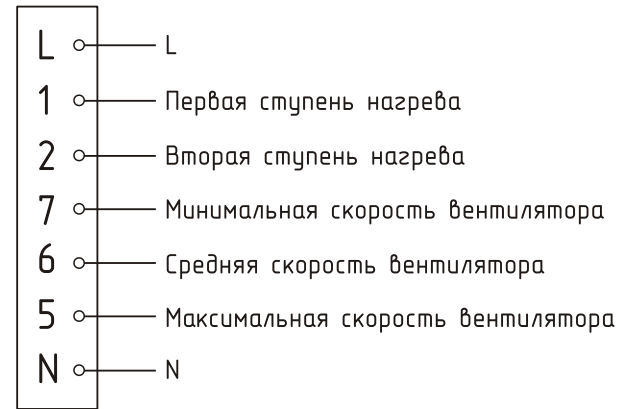 L L
1 Первая ступень нагрева
2 Вторая ступень нагрева
7 Минимальная скорость вентилятора
6 Средняя скорость вентилятора
5 Максимальная скорость вентилятора
N N